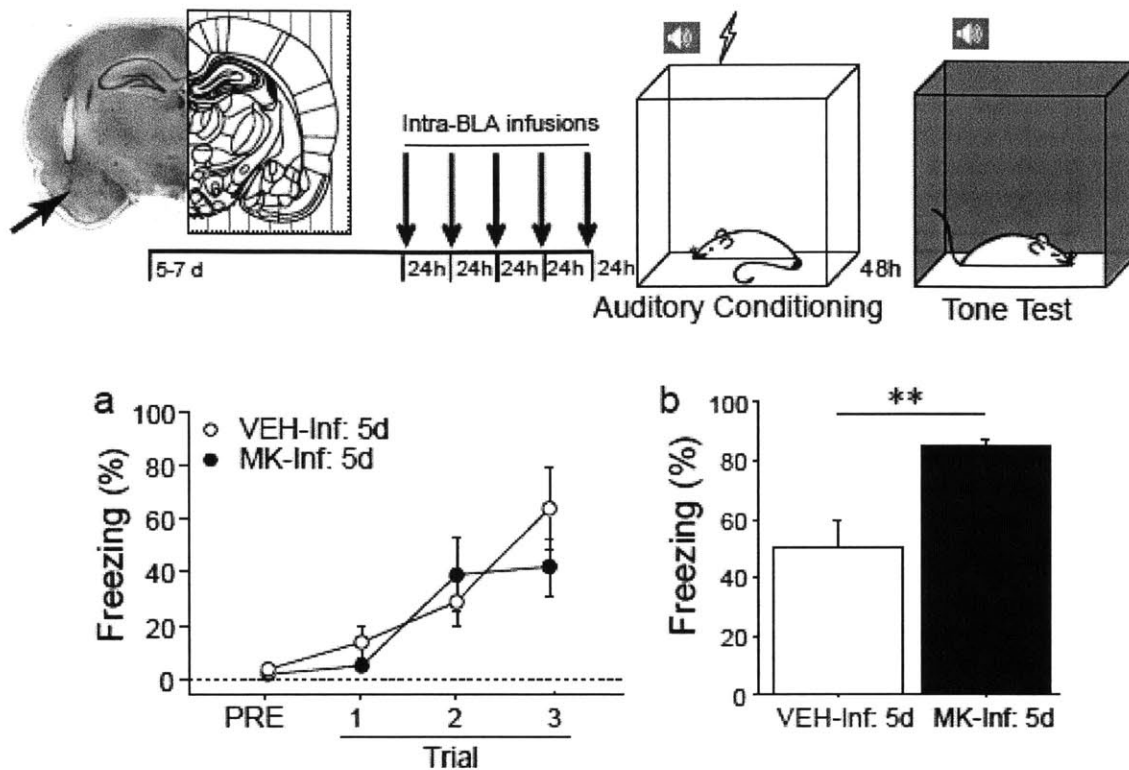 Intra-BLA infusions
5-7 d
24h 24h 24h 24h 24h
48h
Auditory Conditioning
Tone Test
a
VEH-Inf: 5d
MK-Inf: 5d
Freezing (%)
100
80
60
40
20
0
PRE 1 2 3
Trial
b
**
Freezing (%)
100
80
60
40
20
0
VEH-Inf: 5d MK-Inf: 5d